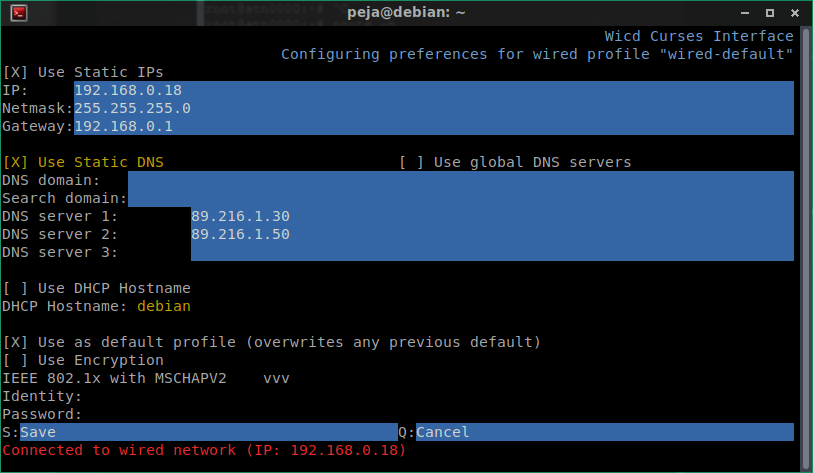 peja@debian: ~
Wicd Curses Interface
Configuring preferences for wired profile "wired-default"
[X] Use Static IPs
IP: 192.168.0.18
Netmask:255.255.255.0
Gateway:192.168.0.1
[X] Use Static DNS [ ] Use global DNS servers
DNS domain:
Search domain:
DNS server 1: 89.216.1.30
DNS server 2: 89.216.1.50
DNS server 3:
[ ] Use DHCP Hostname
DHCP Hostname: debian
[X] Use as default profile (overwrites any previous default)
[ ] Use Encryption
IEEE 802.1x with MSCHAPV2 vvv
Identity:
Password:
S:Save Q:Cancel
Connected to wired network (IP: 192.168.0.18)